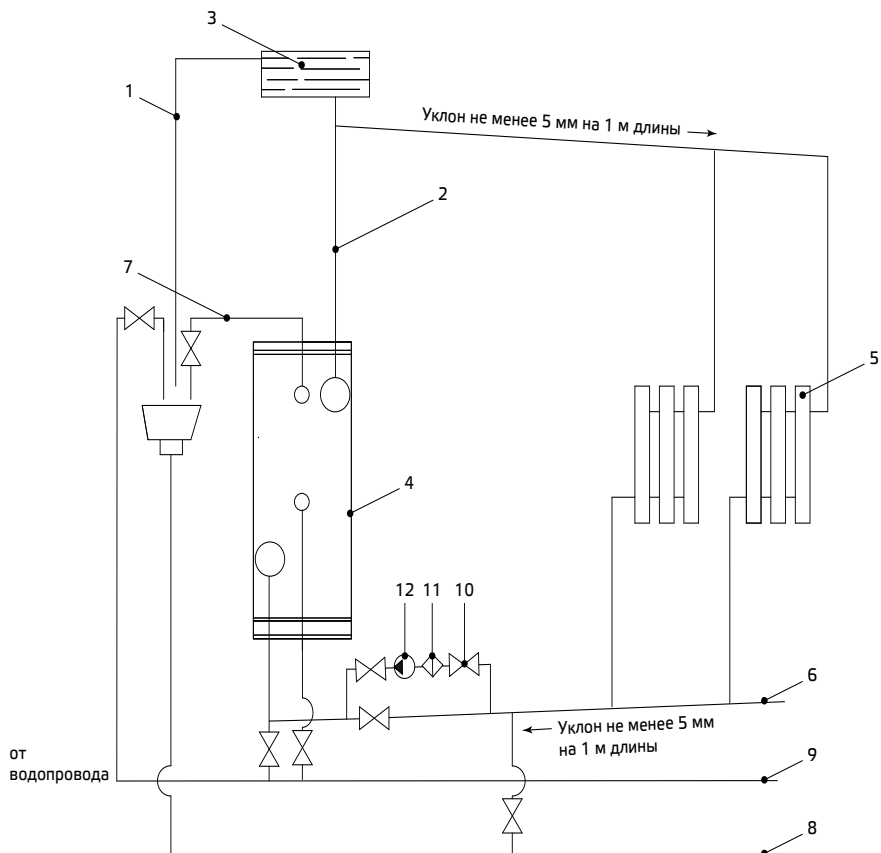 3
1
Уклон не менее 5 мм на 1 м длины
2
7
5
4
12 11 10
6
Уклон не менее 5 мм
на 1 м длины
от
водопровода
9
8